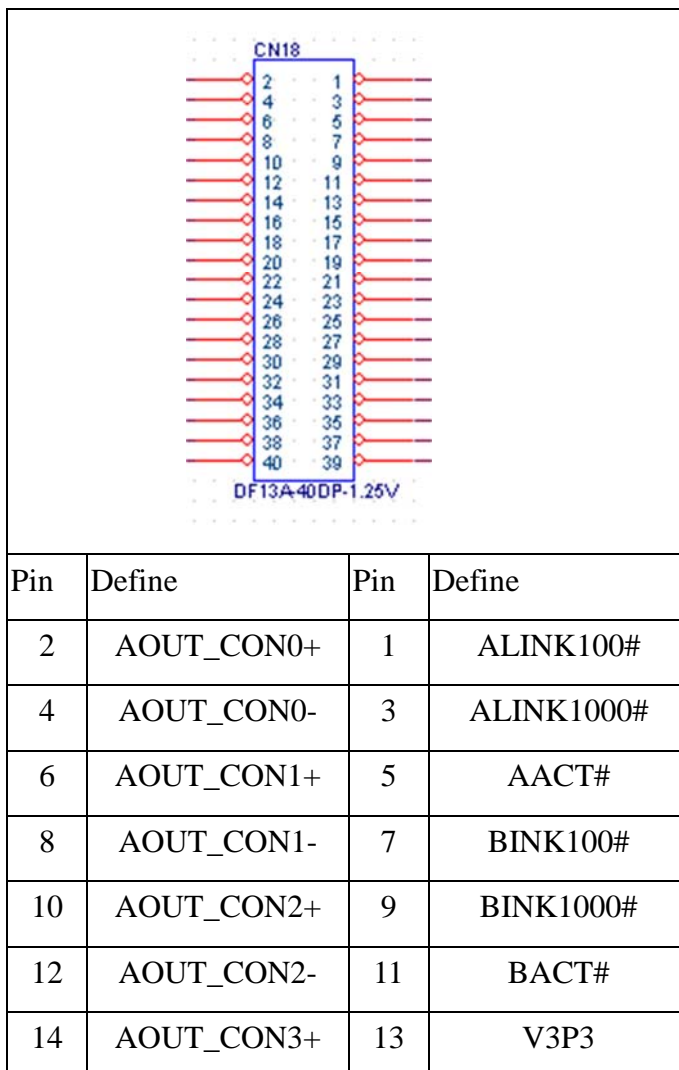 CN18
2 1
4 3
6 5
8 7
10 9
12 11
14 13
16 15
18 17
20 19
22 21
24 23
26 25
28 27
30 29
32 31
34 33
36 35
38 37
40 39
DF13A-40DP-1.25V
Pin Define Pin Define
2 AOUT_CON0+ 1 ALINK100#
4 AOUT_CON0- 3 ALINK1000#
6 AOUT_CON1+ 5 AACT#
8 AOUT_CON1- 7 BINK100#
10 AOUT_CON2+ 9 BINK1000#
12 AOUT_CON2- 11 BACT#
14 AOUT_CON3+ 13 V3P3